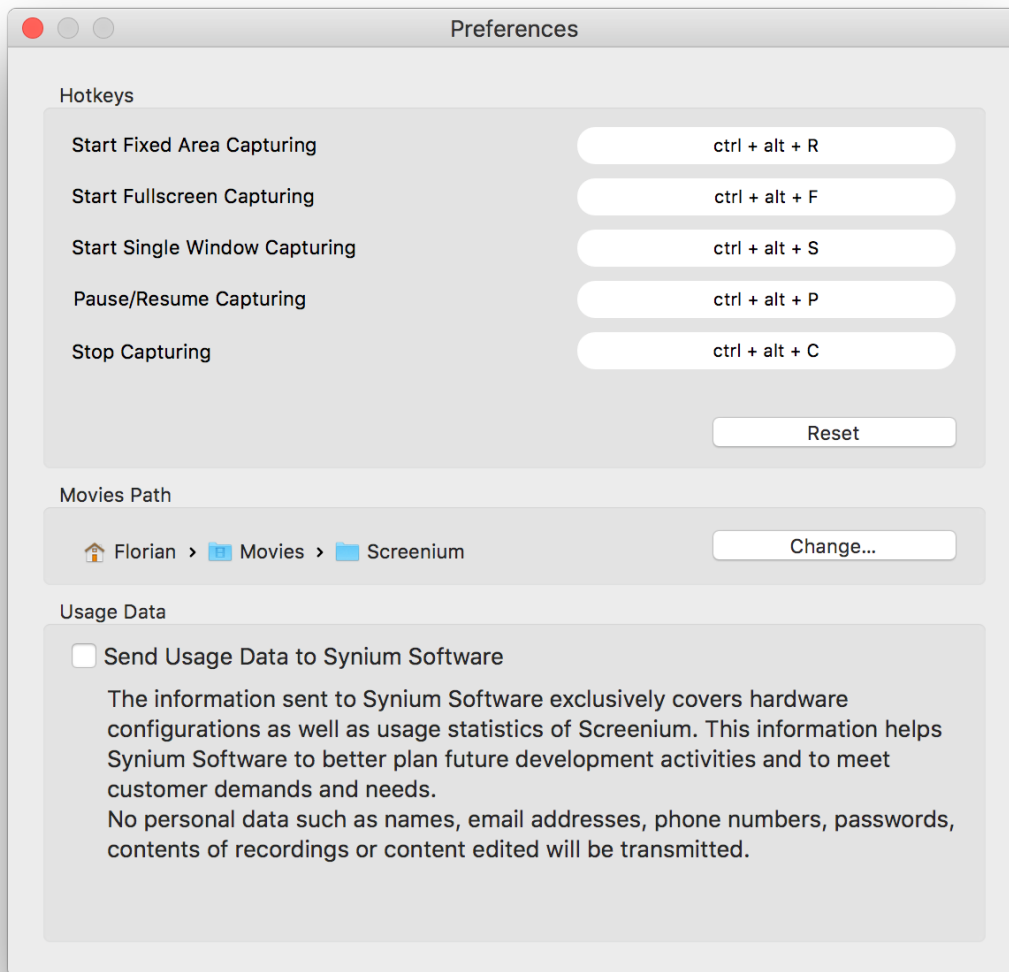 Preferences
Hotkeys
Start Fixed Area Capturing ctrl + alt + R
Start Fullscreen Capturing ctrl + alt + F
Start Single Window Capturing ctrl + alt + S
Pause/Resume Capturing ctrl + alt + P
Stop Capturing ctrl + alt + C
Reset
Movies Path
Florian › Movies › Screenium Change...
Usage Data
Send Usage Data to Synium Software
The information sent to Synium Software exclusively covers hardware
configurations as well as usage statistics of Screenium. This information helps
Synium Software to better plan future development activities and to meet
customer demands and needs.
No personal data such as names, email addresses, phone numbers, passwords,
contents of recordings or content edited will be transmitted.